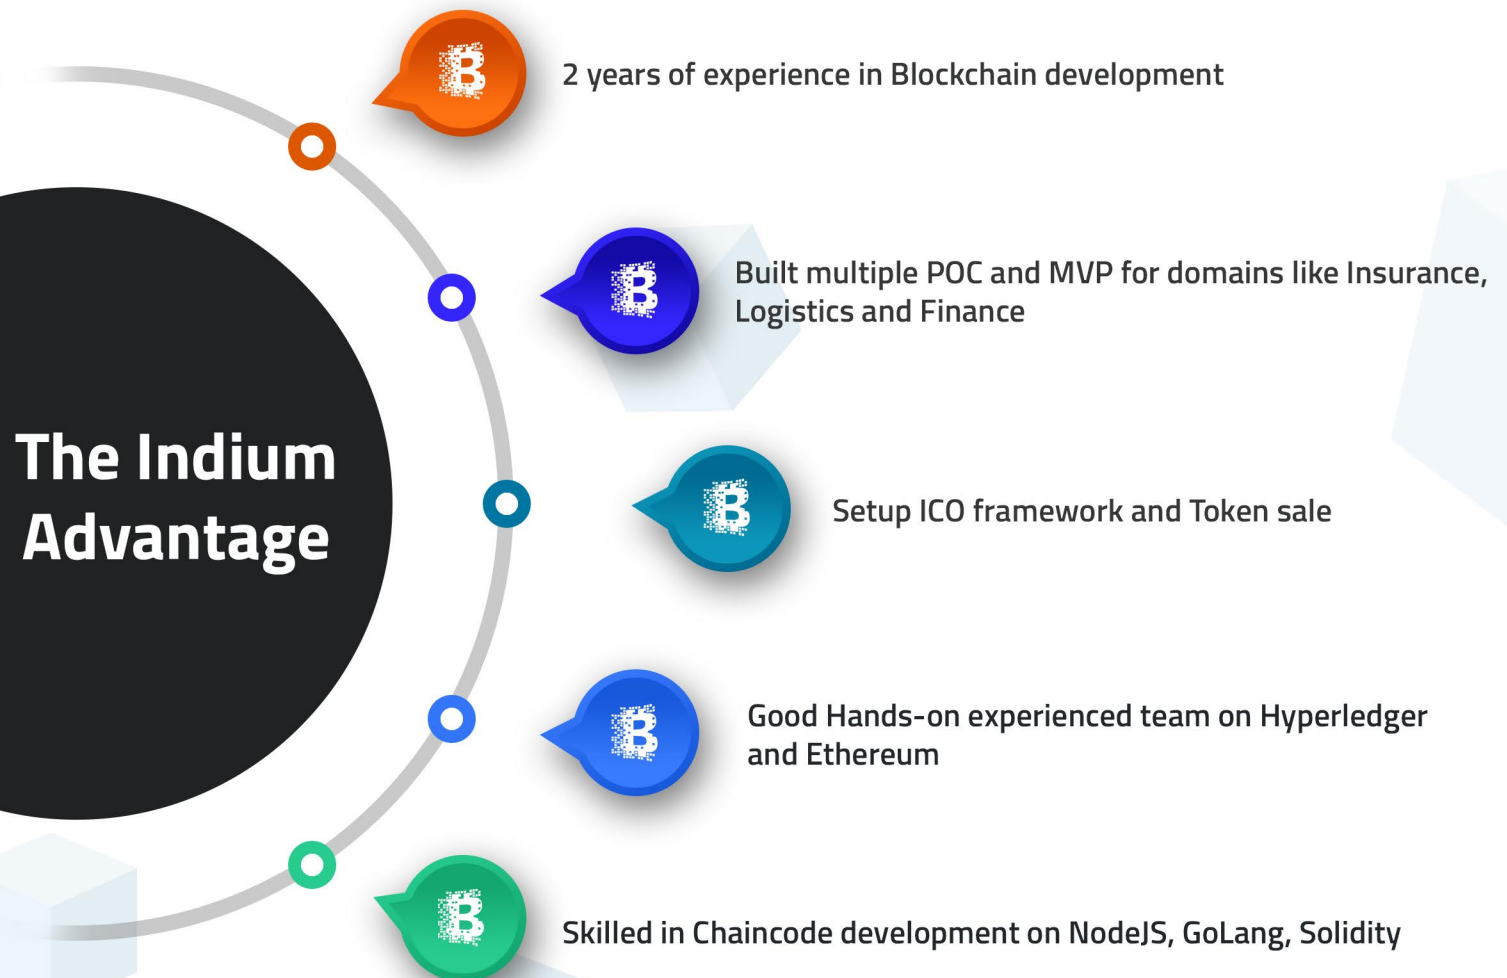 The Indium
Advantage
2 years of experience in Blockchain development
Built multiple POC and MVP for domains like Insurance,
Logistics and Finance
Setup ICO framework and Token sale
Good Hands-on experienced team on Hyperledger
and Ethereum
Skilled in Chaincode development on NodeJS, GoLang, Solidity